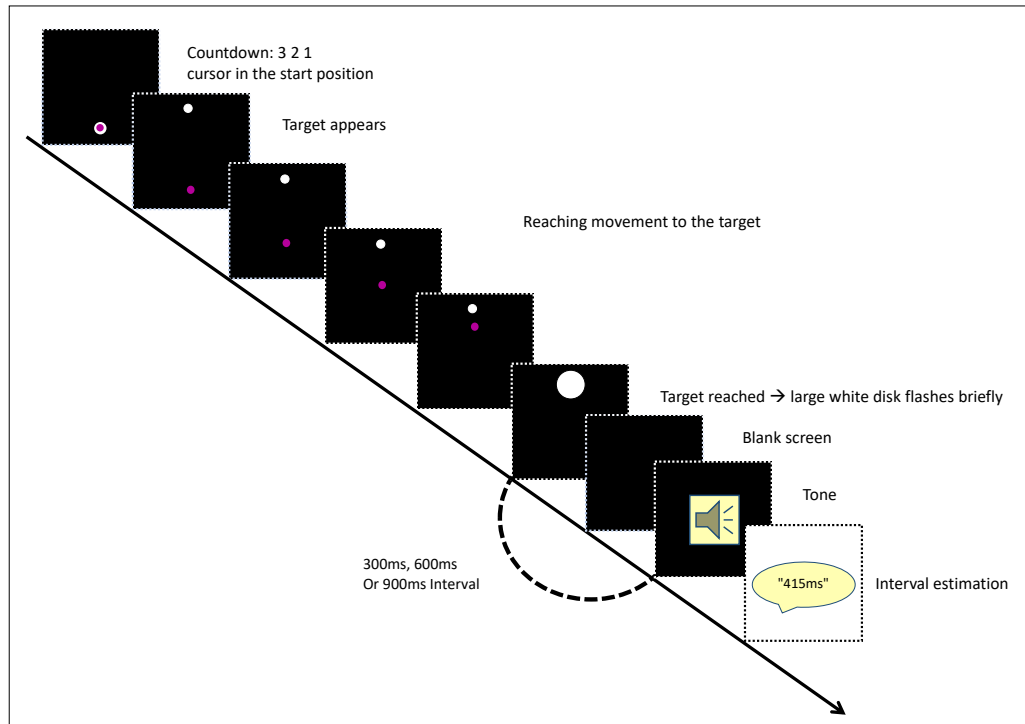 Countdown: 3 2 1
cursor in the start position
Target appears
Reaching movement to the target
Target reached → large white disk flashes briefly
Blank screen
Tone
300ms, 600ms
Or 900ms Interval
"415ms"
Interval estimation